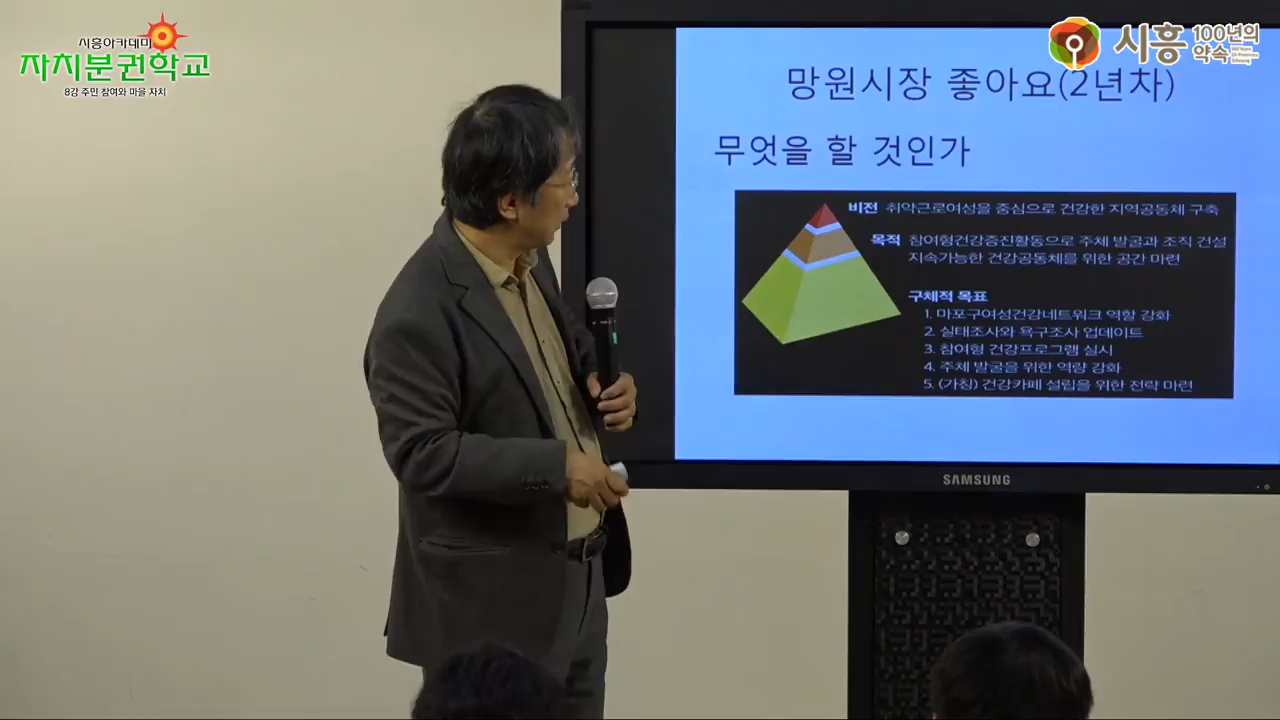 시흥아카데미
자치분권학교
8강 주민 참여와 마을 자치
시흥 100년의 약속
망원시장 좋아요(2년차)
무엇을 할 것인가
비전 취약근로여성을 중심으로 건강한 지역공동체 구축
목적 참여형건강증진활동으로 주체 발굴과 조직 건설
지속가능한 건강공동체를 위한 공간 마련
구체적 목표
1. 마포구여성건강네트워크 역할 강화
2. 실태조사와 욕구조사 업데이트
3. 참여형 건강프로그램 실시
4. 주체 발굴을 위한 역량 강화
5. (가칭) 건강카페 설립을 위한 전략 마련
SAMSUNG